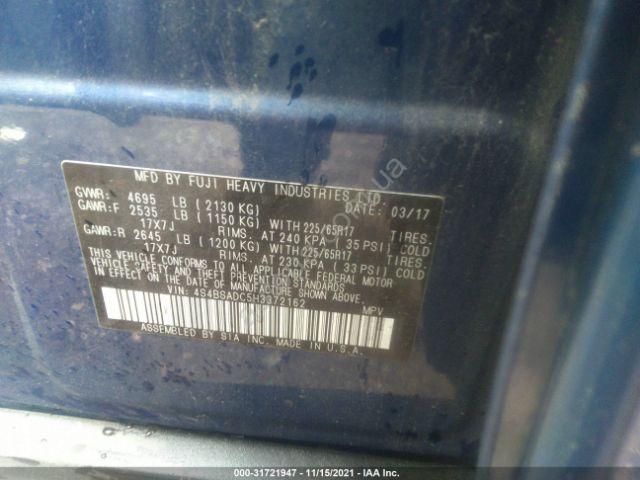 MFD BY FUJI HEAVY INDUSTRIES LTD.
GVWR: 4695 LB ( 2130 KG) DATE: 03/17
GAWR:F 2535 LB ( 1150 KG) WITH 225/65R17 TIRES.
17X7J RIMS. AT 240 KPA ( 35 PSI) COLD
GAWR:R 2645 LB ( 1200 KG) WITH 225/65R17 TIRES.
17X7J RIMS. AT 230 KPA ( 33 PSI) COLD
THIS VEHICLE CONFORMS TO ALL APPLICABLE FEDERAL MOTOR
VEHICLE SAFETY AND THEFT PREVENTION STANDARDS
IN EFFECT ON THE DATE OF MANUFACTURE SHOWN ABOVE.
VIN: 4S4BSADC5H3372162 MPV
ASSEMBLED BY SIA INC. MADE IN U.S.A.
000-31721947 - 11/15/2021 - IAA Inc.